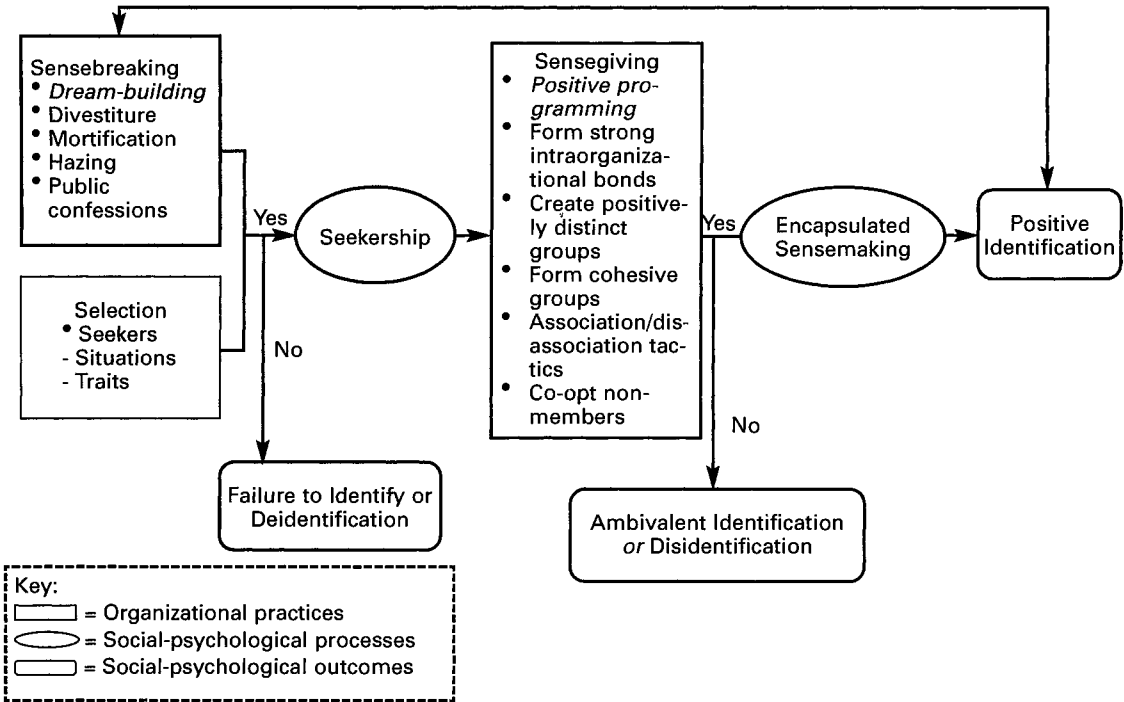 Sensebreaking
• Dream-building
• Divestiture
• Mortification
• Hazing
• Public
confessions
Selection
• Seekers
- Situations
- Traits
Yes
No
Seekership
Failure to Identify or
Deidentification
Sensegiving
• Positive pro-
gramming
• Form strong
intraorganiza-
tional bonds
• Create positive-
ly distinct
groups
• Form cohesive
groups
• Association/dis-
association tac-
tics
• Co-opt non-
members
Yes
No
Encapsulated
Sensemaking
Positive
Identification
Ambivalent Identification
or Disidentification
Key:
= Organizational practices
= Social-psychological processes
= Social-psychological outcomes